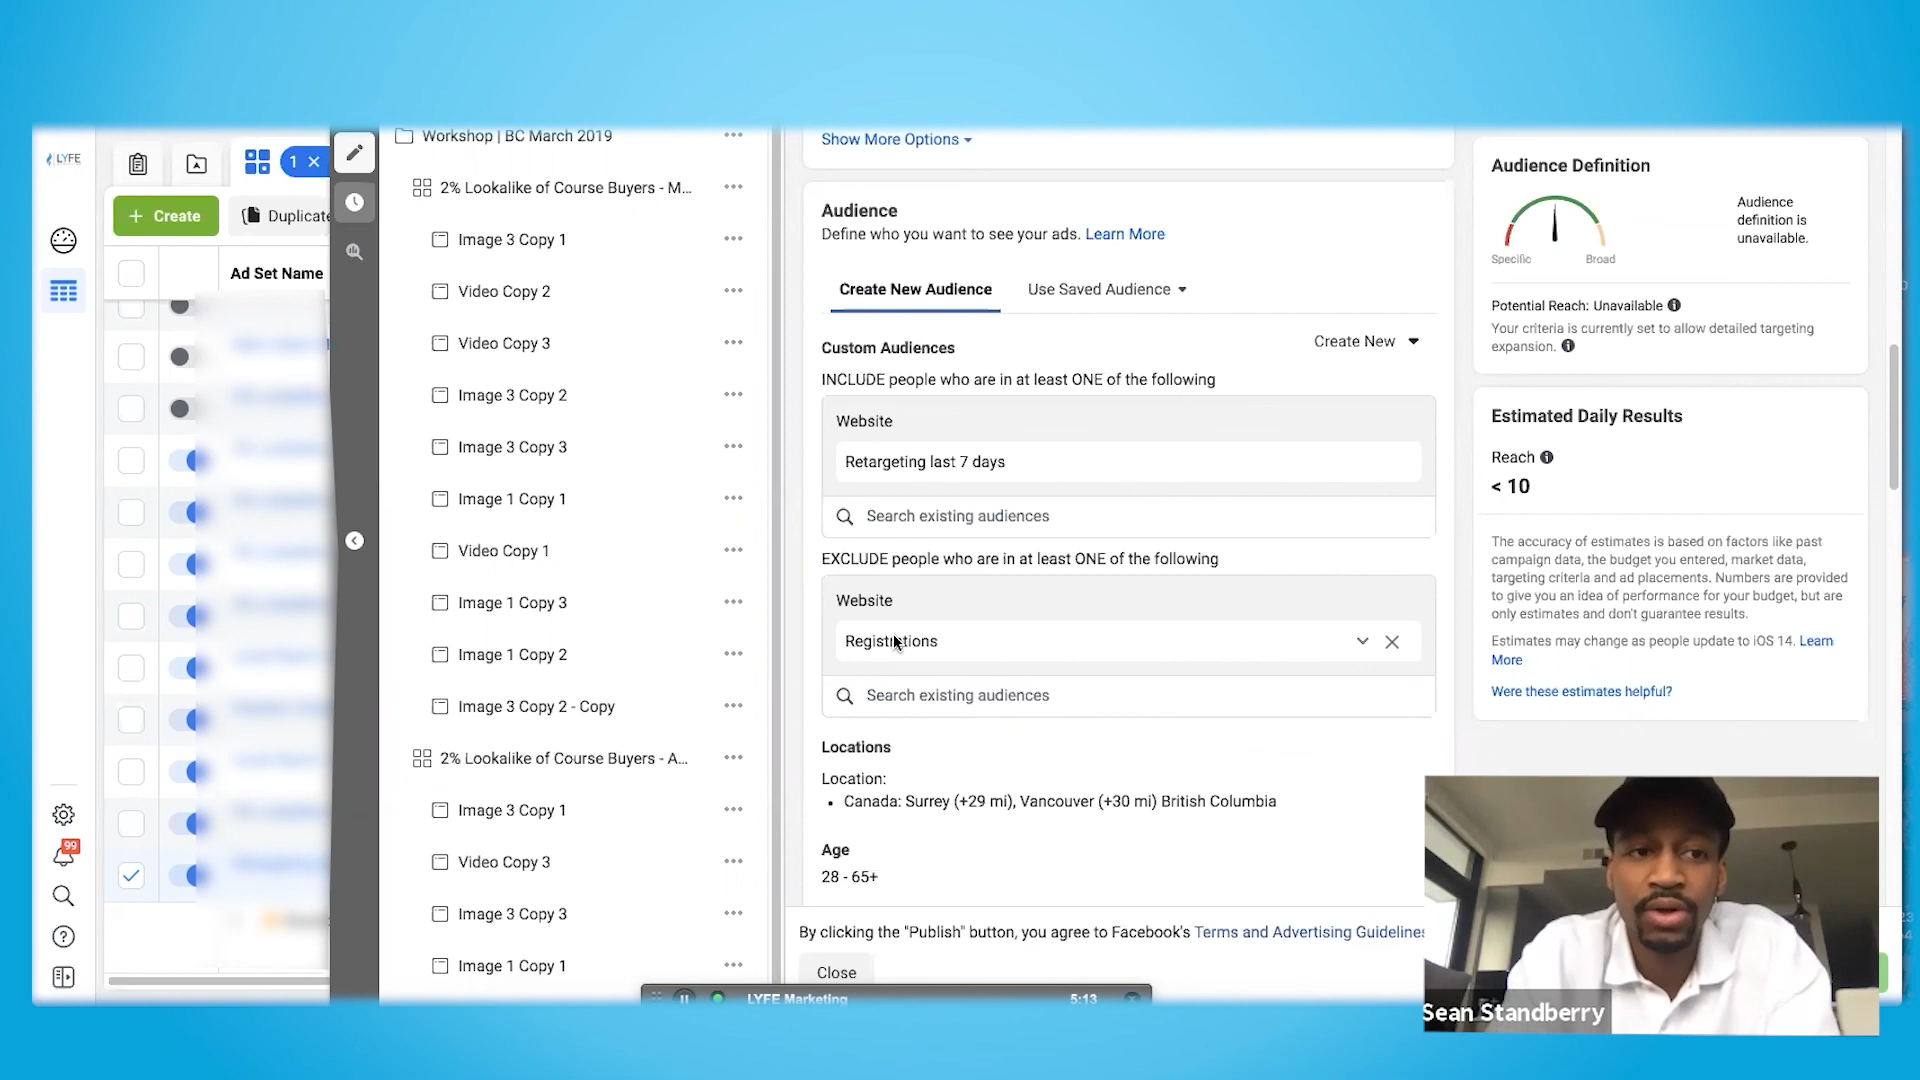 LYFE
1
Create
Duplicate
Ad Set Name
99
Workshop | BC March 2019
2% Lookalike of Course Buyers - M...
Image 3 Copy 1
Video Copy 2
Video Copy 3
Image 3 Copy 2
Image 3 Copy 3
Image 1 Copy 1
Video Copy 1
Image 1 Copy 3
Image 1 Copy 2
Image 3 Copy 2 - Copy
2% Lookalike of Course Buyers - A...
Image 3 Copy 1
Video Copy 3
Image 3 Copy 3
Image 1 Copy 1
Show More Options
Audience
Define who you want to see your ads. Learn More
Create New Audience
Use Saved Audience
Custom Audiences
Create New
INCLUDE people who are in at least ONE of the following
Website
Retargeting last 7 days
Search existing audiences
EXCLUDE people who are in at least ONE of the following
Website
Registrations
Search existing audiences
Locations
Location:
• Canada: Surrey (+29 mi), Vancouver (+30 mi) British Columbia
Age
28 - 65+
By clicking the "Publish" button, you agree to Facebook's Terms and Advertising Guidelines
Close
LYFE Marketing
5:13
Audience Definition
Audience
definition is
unavailable.
Specific
Broad
Potential Reach: Unavailable
Your criteria is currently set to allow detailed targeting
expansion.
Estimated Daily Results
Reach
< 10
The accuracy of estimates is based on factors like past
campaign data, the budget you entered, market data,
targeting criteria and ad placements. Numbers are provided
to give you an idea of performance for your budget, but are
only estimates and don't guarantee results.
Estimates may change as people update to iOS 14. Learn
More
Were these estimates helpful?
Sean Standberry